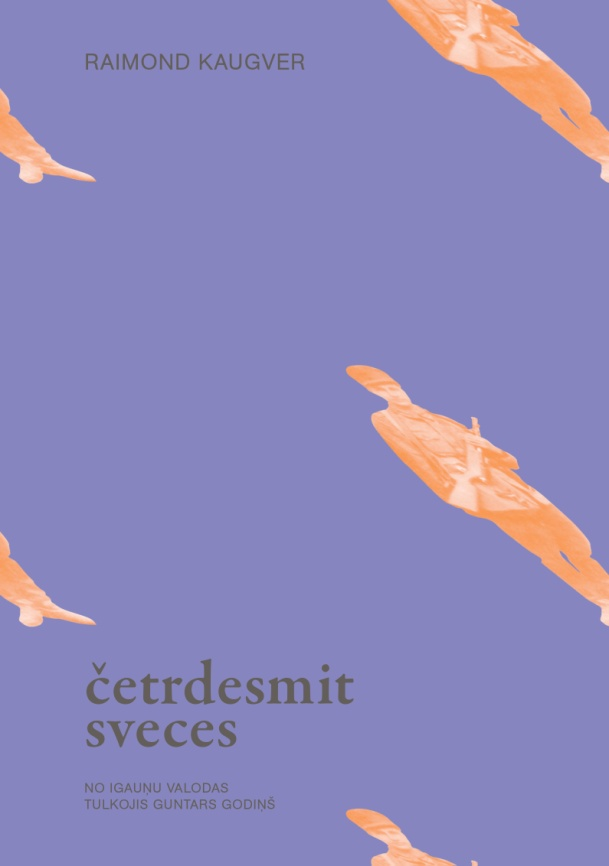 RAIMOND KAUGVER
četrdesmit
sveces
NO IGAUŅU VALODAS
TULKOJIS GUNTARS GODIŅŠ